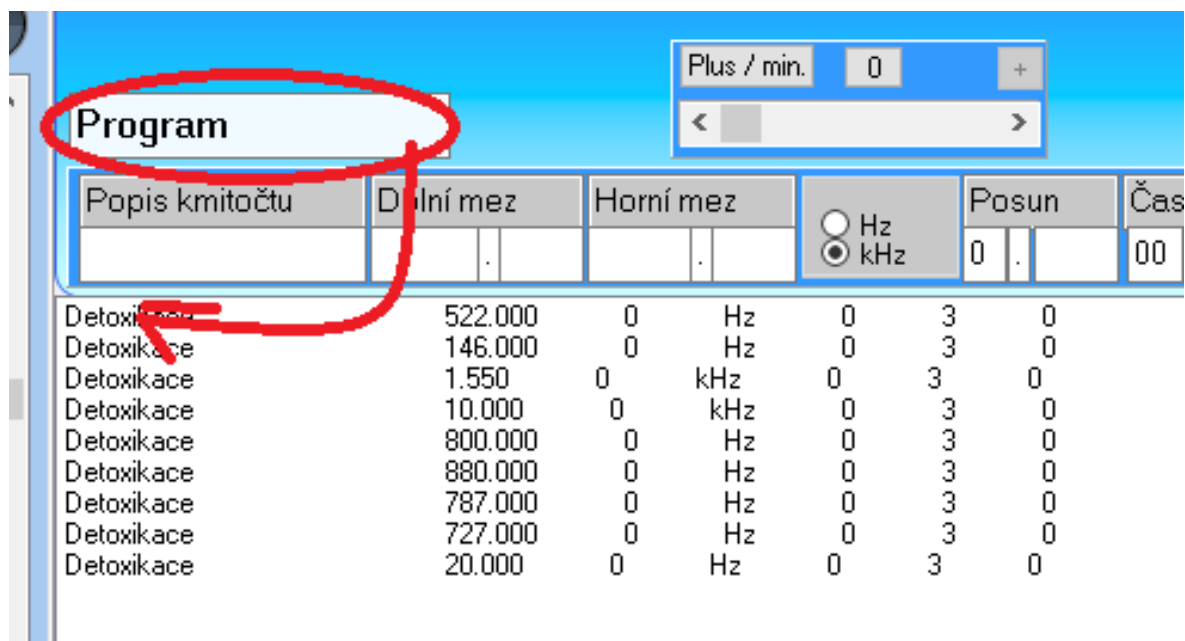 Plus / min. 0 +
Program < >
Popis kmitočtu Dolní mez Horní mez Hz Posun Čas
. . kHz 0 . 00
Detoxikace 522.000 0 Hz 0 3 0
Detoxikace 146.000 0 Hz 0 3 0
Detoxikace 1.550 0 kHz 0 3 0
Detoxikace 10.000 0 kHz 0 3 0
Detoxikace 800.000 0 Hz 0 3 0
Detoxikace 880.000 0 Hz 0 3 0
Detoxikace 787.000 0 Hz 0 3 0
Detoxikace 727.000 0 Hz 0 3 0
Detoxikace 20.000 0 Hz 0 3 0